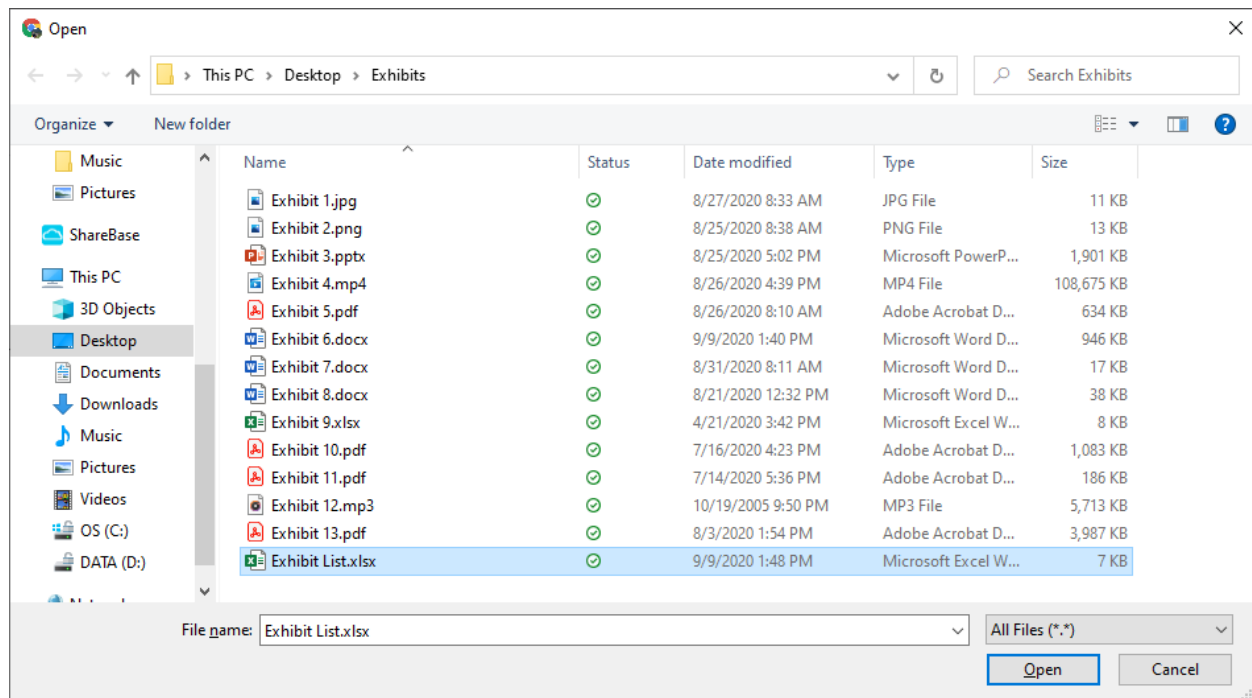 Open
This PC > Desktop > Exhibits
Search Exhibits
Organize New folder
Music
Pictures
ShareBase
This PC
3D Objects
Desktop
Documents
Downloads
Music
Pictures
Videos
OS (C:)
DATA (D:)
Name Status Date modified Type Size
Exhibit 1.jpg 8/27/2020 8:33 AM JPG File 11 KB
Exhibit 2.png 8/25/2020 8:38 AM PNG File 13 KB
Exhibit 3.pptx 8/25/2020 5:02 PM Microsoft PowerP... 1,901 KB
Exhibit 4.mp4 8/26/2020 4:39 PM MP4 File 108,675 KB
Exhibit 5.pdf 8/26/2020 8:10 AM Adobe Acrobat D... 634 KB
Exhibit 6.docx 9/9/2020 1:40 PM Microsoft Word D... 946 KB
Exhibit 7.docx 8/31/2020 8:11 AM Microsoft Word D... 17 KB
Exhibit 8.docx 8/21/2020 12:32 PM Microsoft Word D... 38 KB
Exhibit 9.xlsx 4/21/2020 3:42 PM Microsoft Excel W... 8 KB
Exhibit 10.pdf 7/16/2020 4:23 PM Adobe Acrobat D... 1,083 KB
Exhibit 11.pdf 7/14/2020 5:36 PM Adobe Acrobat D... 186 KB
Exhibit 12.mp3 10/19/2005 9:50 PM MP3 File 5,713 KB
Exhibit 13.pdf 8/3/2020 1:54 PM Adobe Acrobat D... 3,987 KB
Exhibit List.xlsx 9/9/2020 1:48 PM Microsoft Excel W... 7 KB
File name: Exhibit List.xlsx All Files (*.*)
Open Cancel